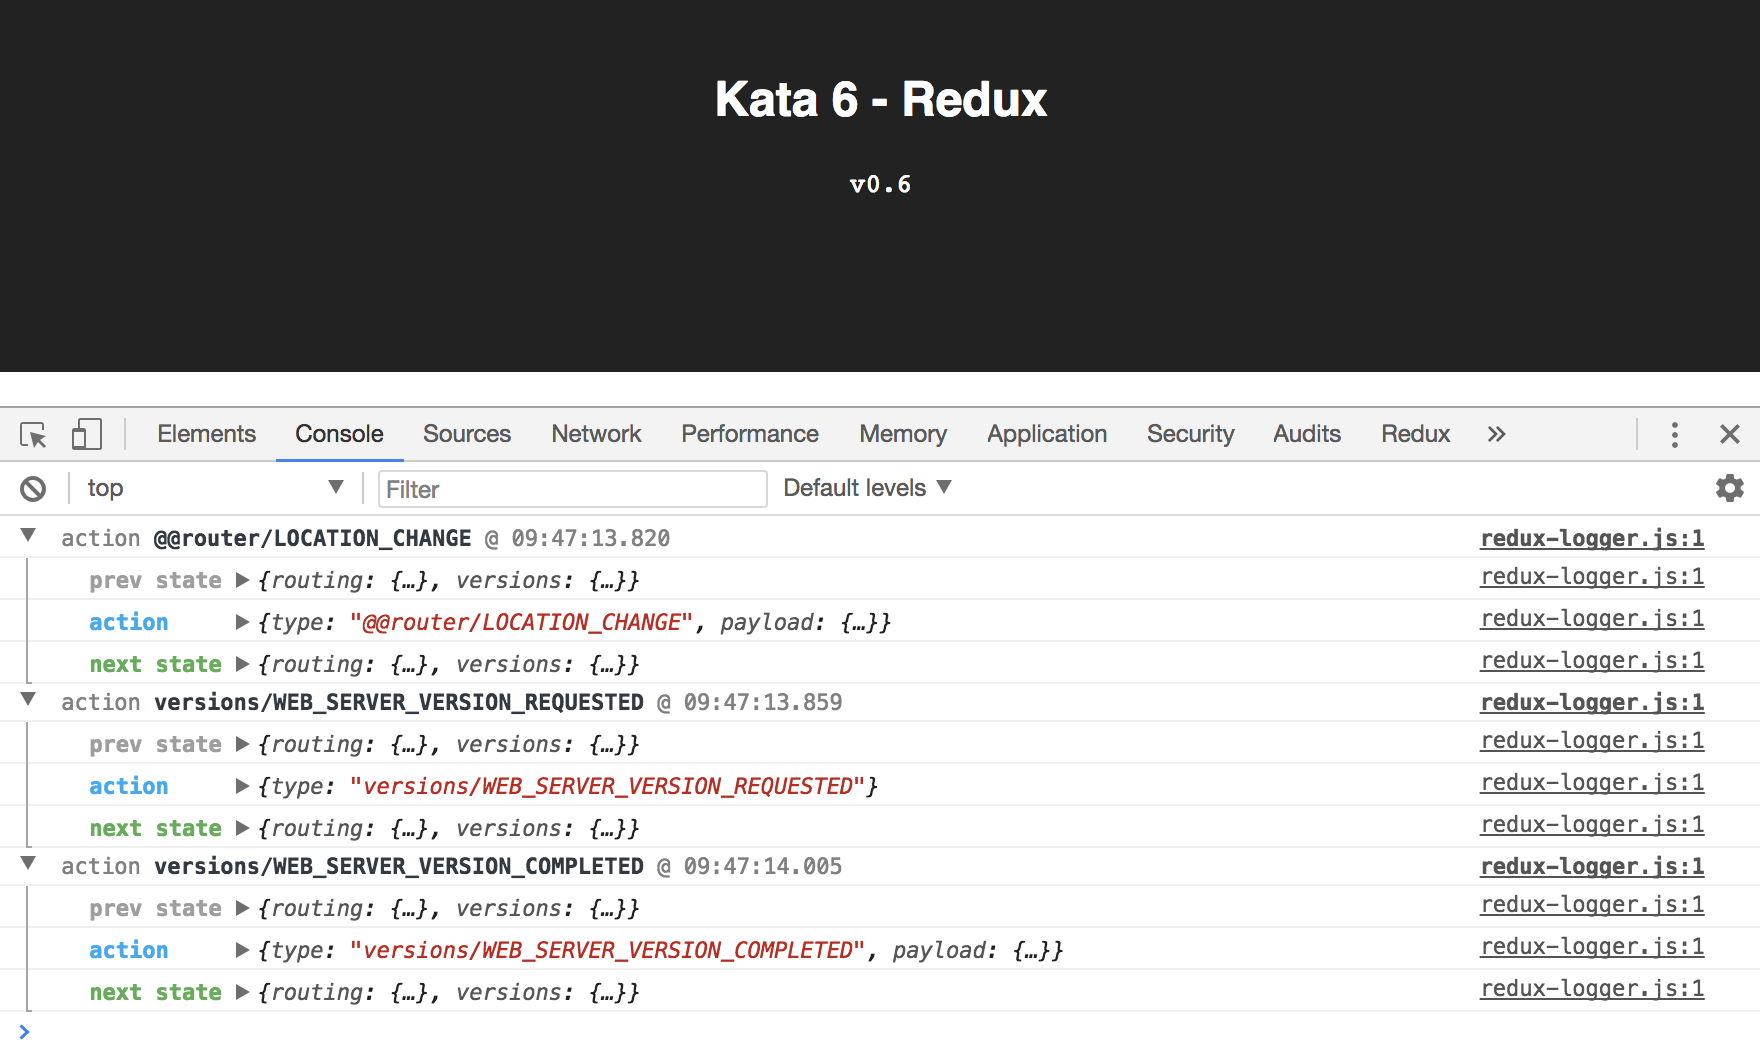 Kata 6 - Redux
v0.6
Elements Console Sources Network Performance Memory Application Security Audits Redux »
top ▼ Filter Default levels ▼
▼ action @@router/LOCATION_CHANGE @ 09:47:13.820 redux-logger.js:1
prev state ▶ {routing: {…}, versions: {…}} redux-logger.js:1
action ▶ {type: "@@router/LOCATION_CHANGE", payload: {…}} redux-logger.js:1
next state ▶ {routing: {…}, versions: {…}} redux-logger.js:1
▼ action versions/WEB_SERVER_VERSION_REQUESTED @ 09:47:13.859 redux-logger.js:1
prev state ▶ {routing: {…}, versions: {…}} redux-logger.js:1
action ▶ {type: "versions/WEB_SERVER_VERSION_REQUESTED"} redux-logger.js:1
next state ▶ {routing: {…}, versions: {…}} redux-logger.js:1
▼ action versions/WEB_SERVER_VERSION_COMPLETED @ 09:47:14.005 redux-logger.js:1
prev state ▶ {routing: {…}, versions: {…}} redux-logger.js:1
action ▶ {type: "versions/WEB_SERVER_VERSION_COMPLETED", payload: {…}} redux-logger.js:1
next state ▶ {routing: {…}, versions: {…}} redux-logger.js:1
>